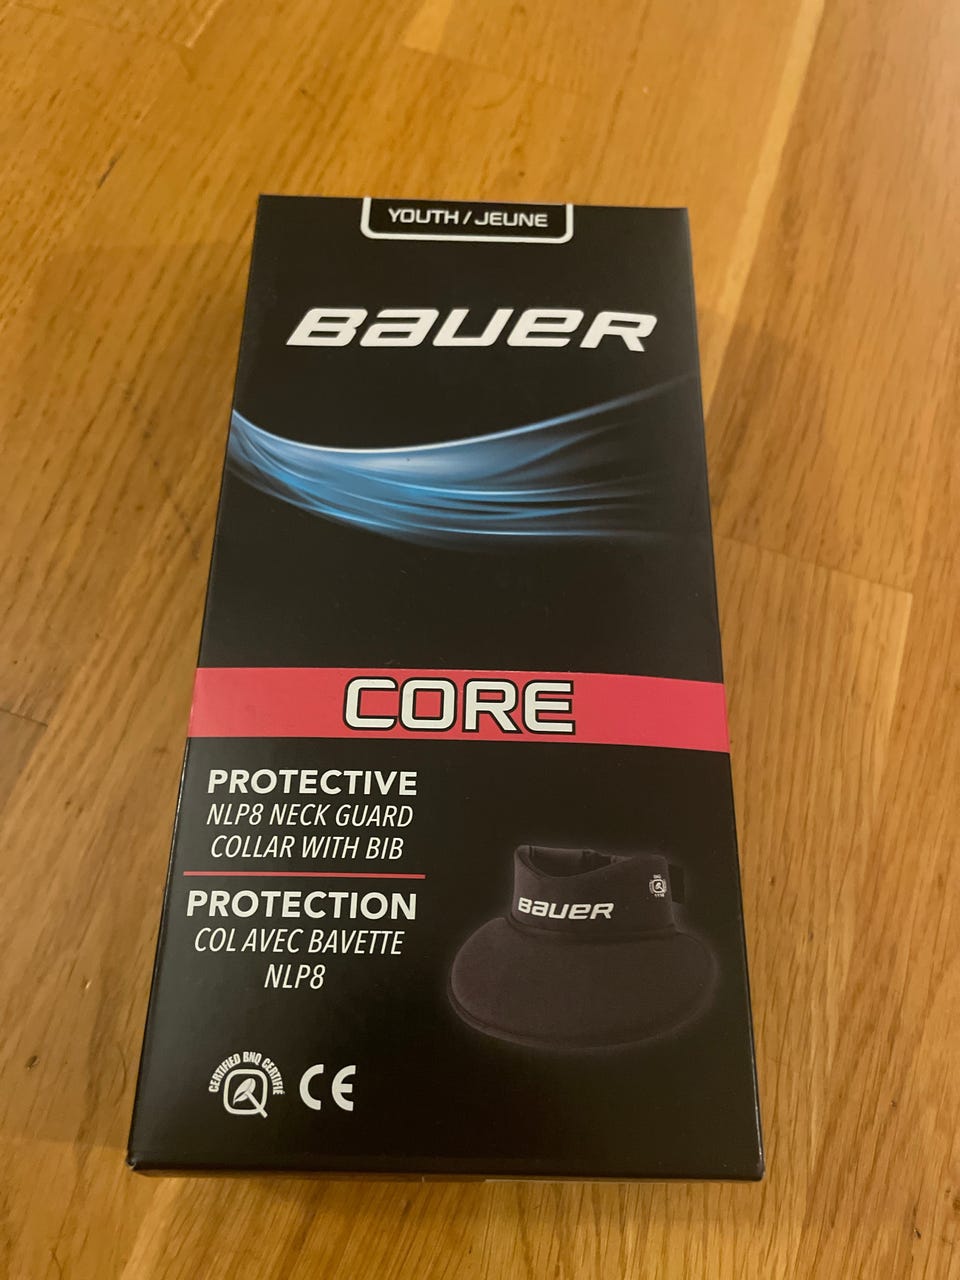 YOUTH / JEUNE
BAUER
CORE
PROTECTIVE
NLP8 NECK GUARD
COLLAR WITH BIB
PROTECTION
COL AVEC BAVETTE
NLP8
BAUER
BNQ
CERTIFIED BNQ CERTIFIÉ
CE